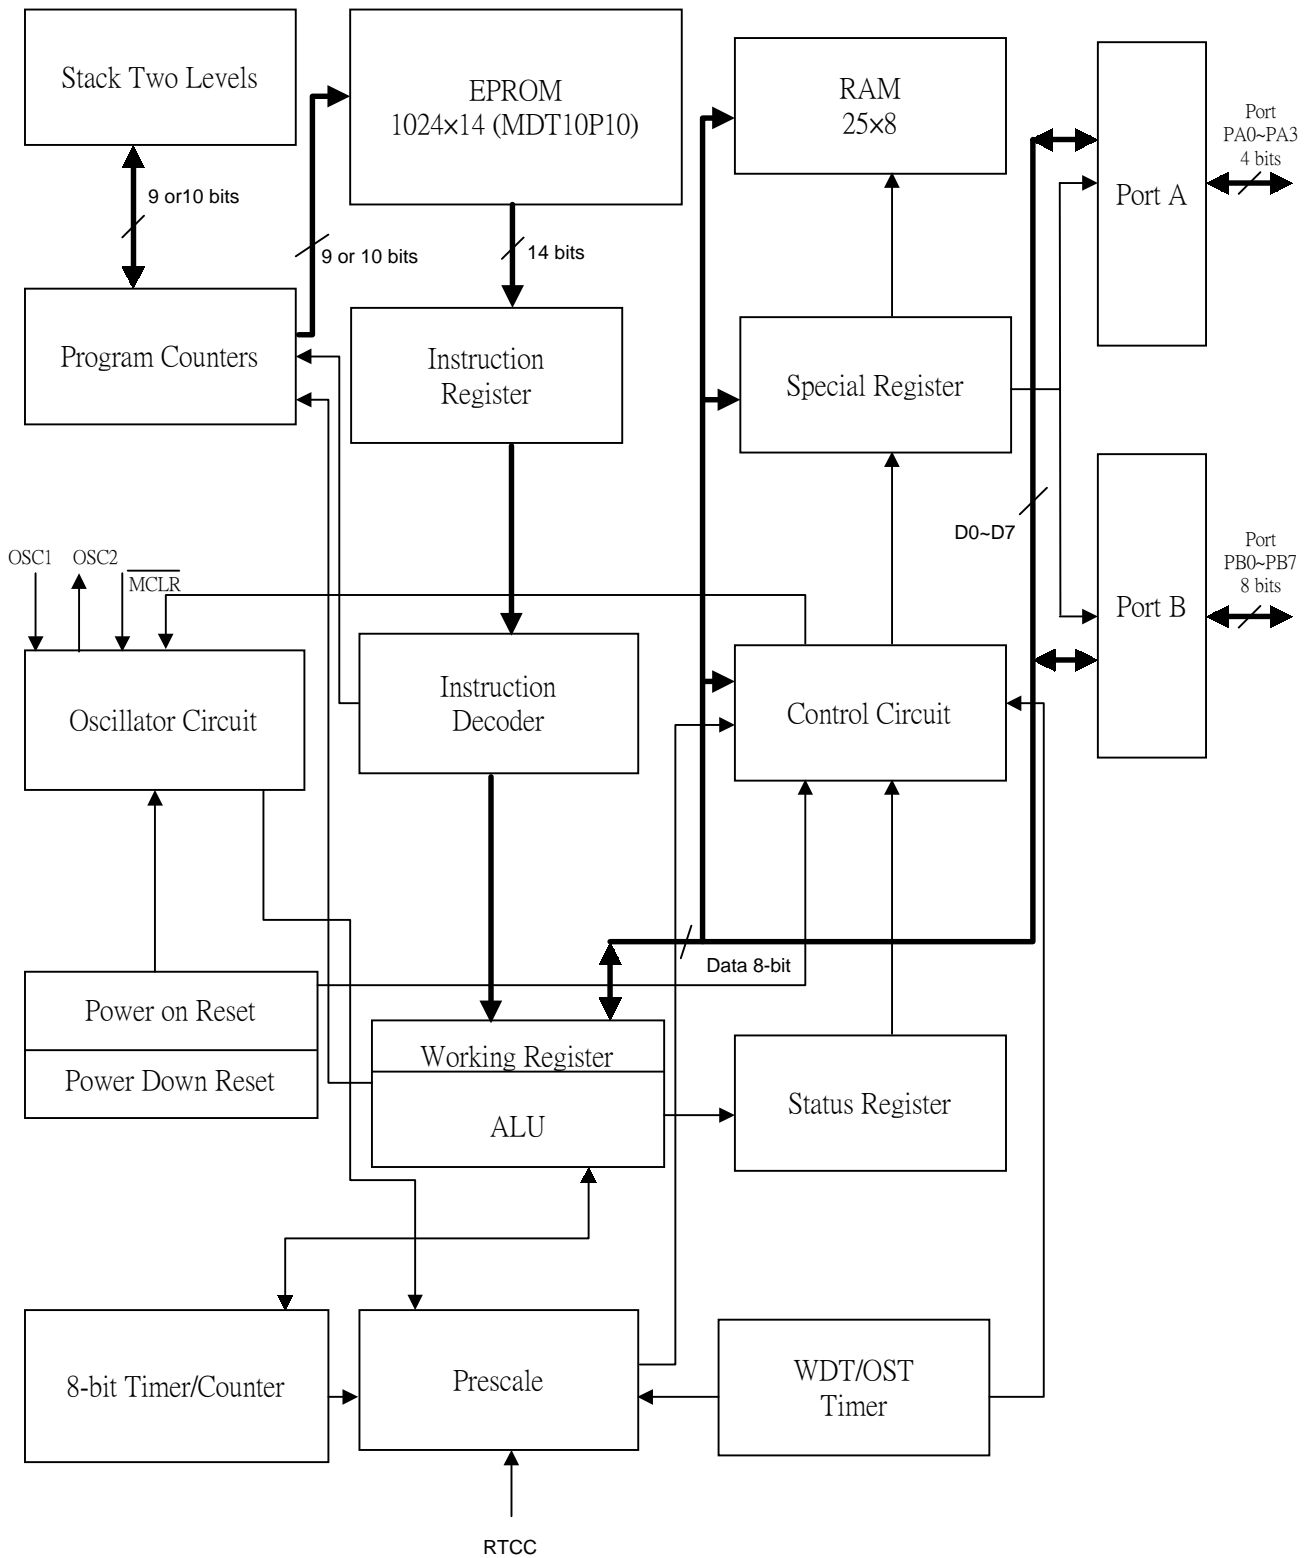 Stack Two Levels
EPROM
1024×14 (MDT10P10)
RAM
25×8
Port
PA0~PA3
4 bits
Port A
9 or10 bits
9 or 10 bits
14 bits
Program Counters
Instruction
Register
Special Register
D0~D7
Port
PB0~PB7
8 bits
Port B
OSC1
OSC2
MCLR
Oscillator Circuit
Instruction
Decoder
Control Circuit
Data 8-bit
Power on Reset
Power Down Reset
Working Register
ALU
Status Register
8-bit Timer/Counter
Prescale
WDT/OST
Timer
RTCC